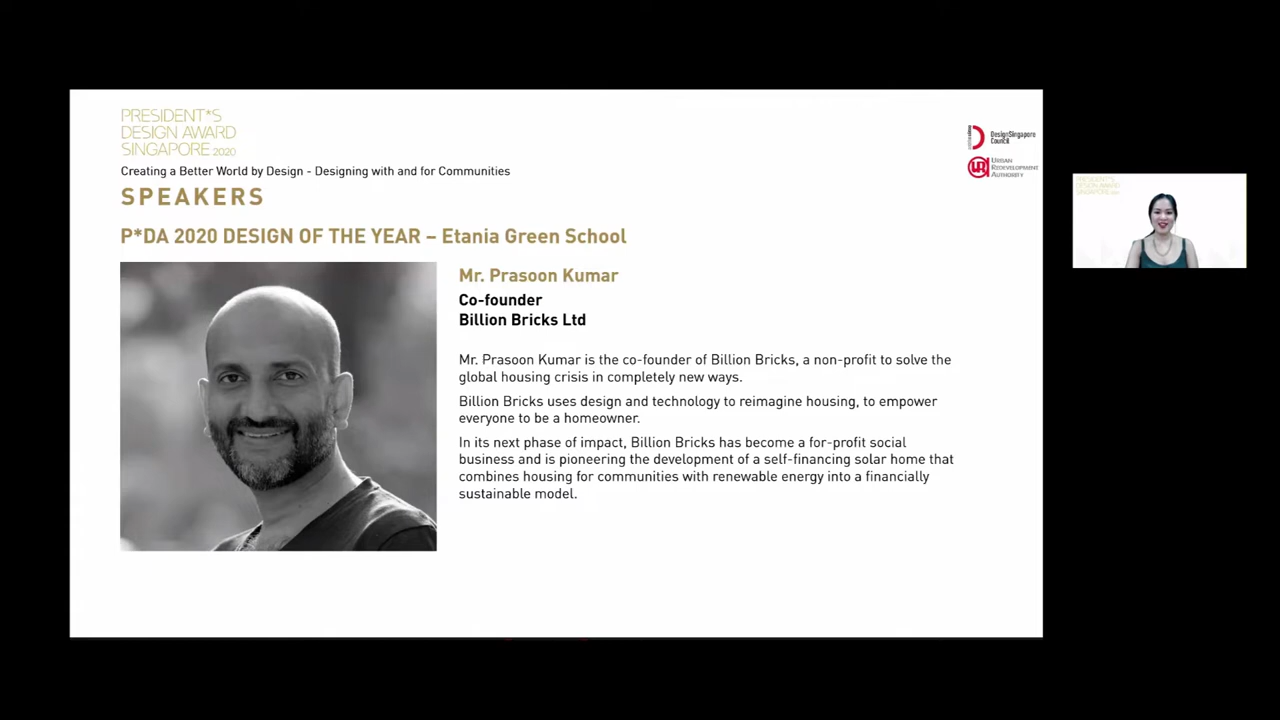 PRESIDENT*S
DESIGN AWARD
SINGAPORE 2020
Creating a Better World by Design - Designing with and for Communities
SPEAKERS
DesignSingapore
Council
URBAN
REDEVELOPMENT
AUTHORITY
P*DA 2020 DESIGN OF THE YEAR – Etania Green School
Mr. Prasoon Kumar
Co-founder
Billion Bricks Ltd
Mr. Prasoon Kumar is the co-founder of Billion Bricks, a non-profit to solve the
global housing crisis in completely new ways.
Billion Bricks uses design and technology to reimagine housing, to empower
everyone to be a homeowner.
In its next phase of impact, Billion Bricks has become a for-profit social
business and is pioneering the development of a self-financing solar home that
combines housing for communities with renewable energy into a financially
sustainable model.
PRESIDENT*S
DESIGN AWARD
SINGAPORE